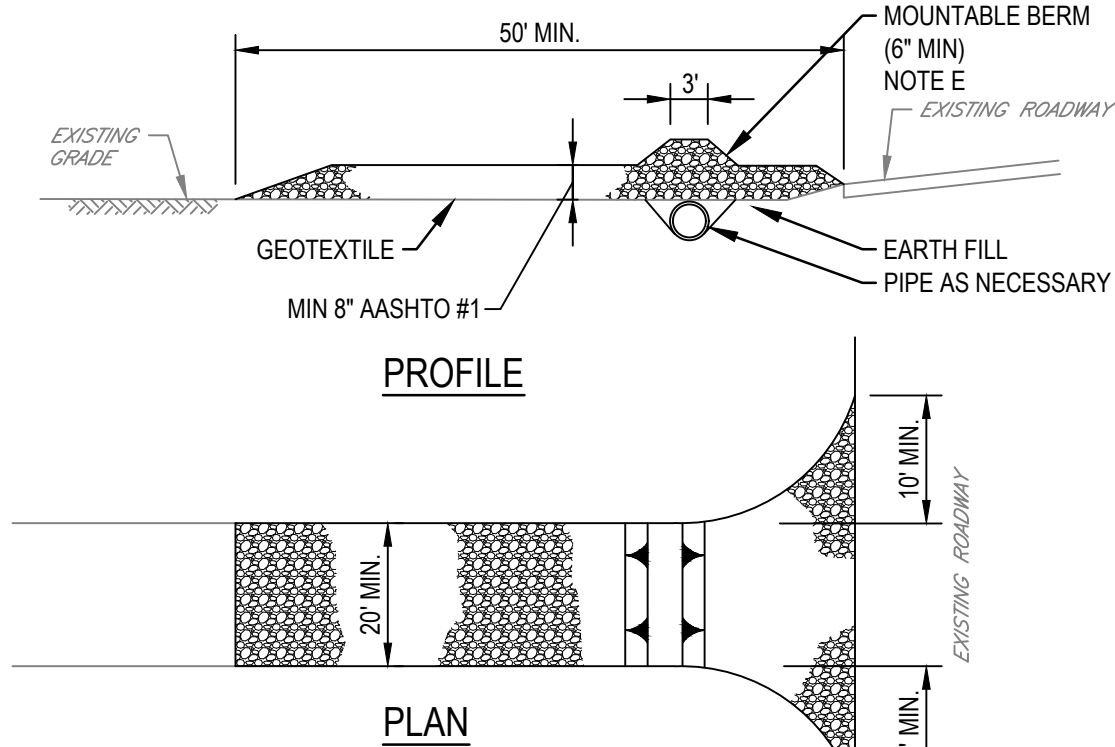 50' MIN.
MOUNTABLE BERM
(6" MIN)
NOTE E
3'
EXISTING ROADWAY
EXISTING
GRADE
GEOTEXTILE
EARTH FILL
PIPE AS NECESSARY
MIN 8" AASHTO #1
PROFILE
10' MIN.
EXISTING ROADWAY
20' MIN.
' MIN.
PLAN